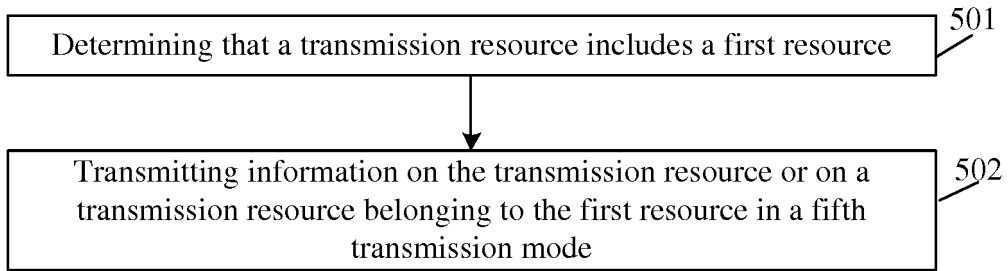 501
Determining that a transmission resource includes a first resource
502
Transmitting information on the transmission resource or on a
transmission resource belonging to the first resource in a fifth
transmission mode